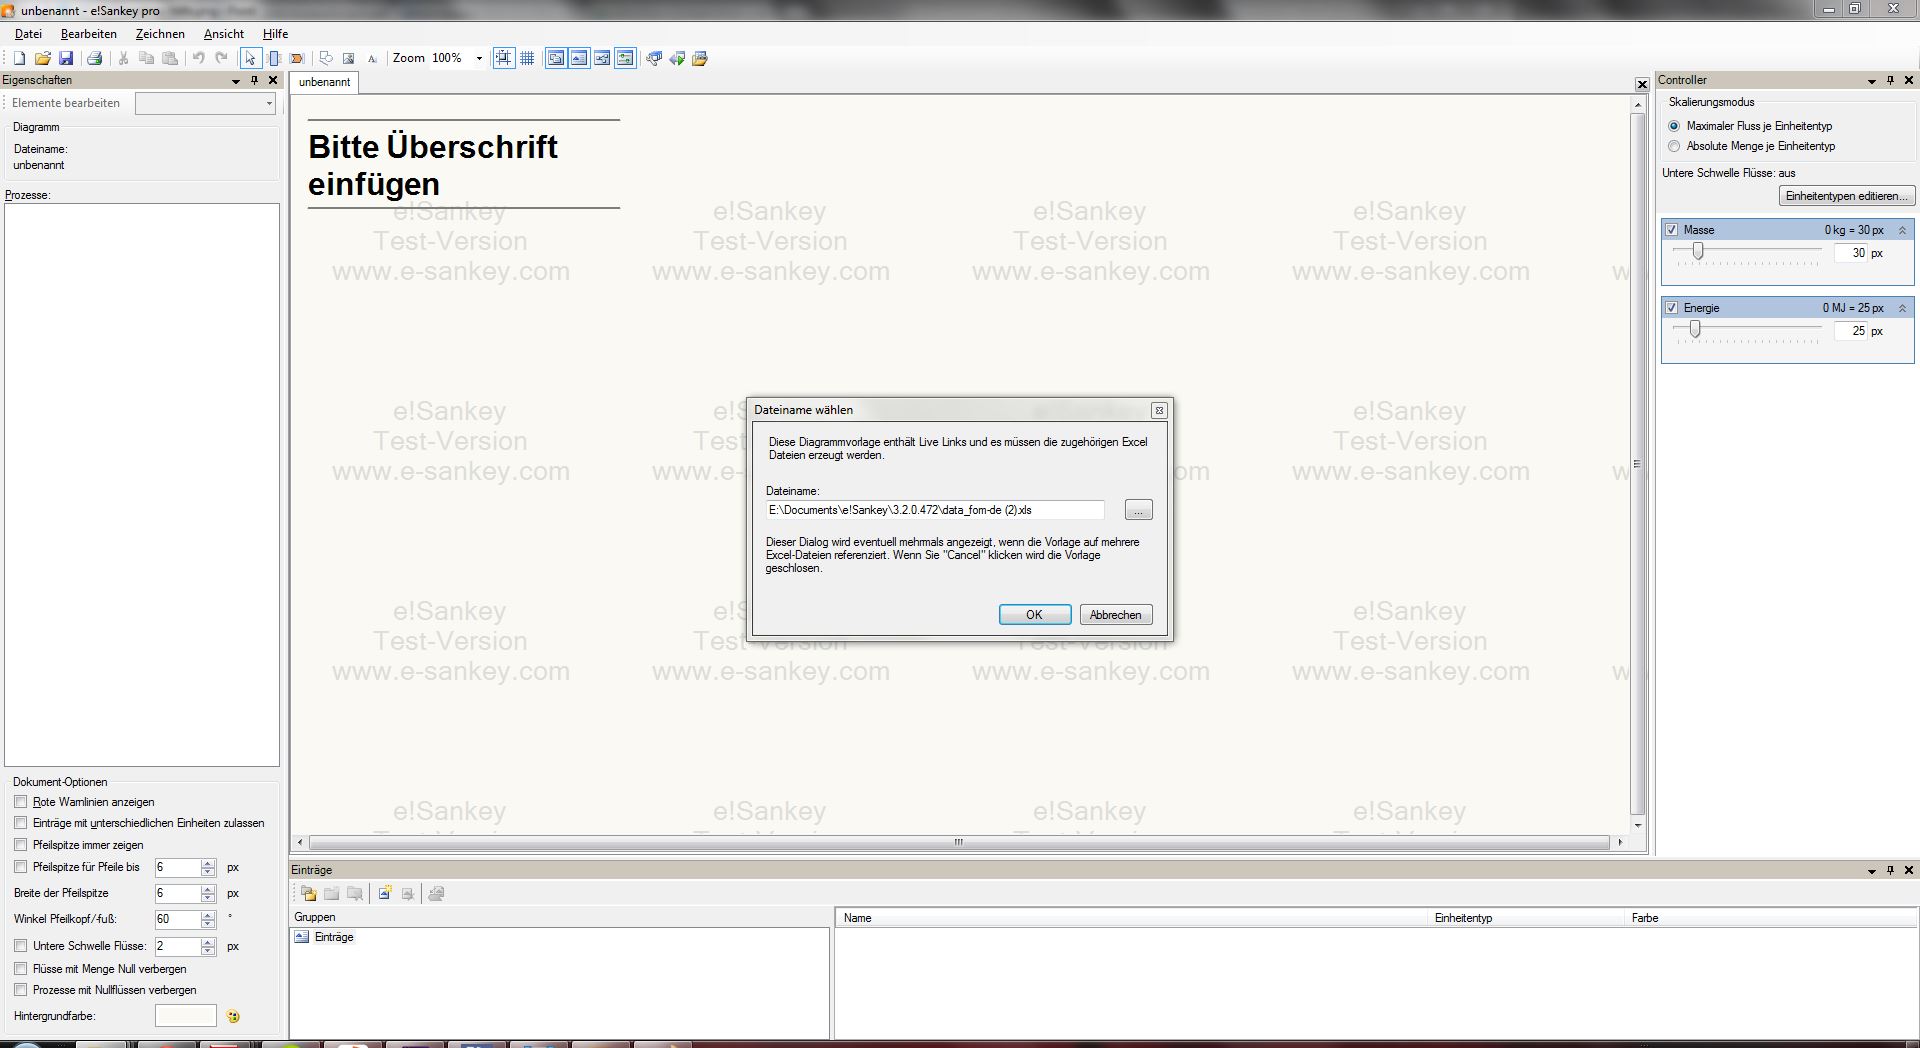 unbenannt - e!Sankey pro
Datei Bearbeiten Zeichnen Ansicht Hilfe
Zoom 100%
Eigenschaften
Elemente bearbeiten
Diagramm
Dateiname:
unbenannt
Prozesse:
Dokument-Optionen
Rote Warnlinien anzeigen
Einträge mit unterschiedlichen Einheiten zulassen
Pfeilspitze immer zeigen
Pfeilspitze für Pfeile bis 6 px
Breite der Pfeilspitze 6 px
Winkel Pfeilkopf/-fuß: 60 °
Untere Schwelle Flüsse: 2 px
Flüsse mit Menge Null verbergen
Prozesse mit Nullflüssen verbergen
Hintergrundfarbe:
unbenannt
Bitte Überschrift
einfügen
e!Sankey e!Sankey e!Sankey e!Sankey
Test-Version Test-Version Test-Version Test-Version
www.e-sankey.com www.e-sankey.com www.e-sankey.com www.e-sankey.com w
e!Sankey e!S e!Sankey
Test-Version Test Test-Version
www.e-sankey.com www. om www.e-sankey.com w
e!Sankey e!S e!Sankey
Test-Version Test-Version Test-Version Test-Version
www.e-sankey.com www.e-sankey.com www.e-sankey.com www.e-sankey.com w
e!Sankey e!Sankey e!Sankey e!Sankey
Dateiname wählen
Diese Diagrammvorlage enthält Live Links und es müssen die zugehörigen Excel
Dateien erzeugt werden.
Dateiname:
E:\Documents\e!Sankey\3.2.0.472\data_fom-de (2).xls
...
Dieser Dialog wird eventuell mehrmals angezeigt, wenn die Vorlage auf mehrere
Excel-Dateien referenziert. Wenn Sie "Cancel" klicken wird die Vorlage
geschlosen.
OK Abbrechen
Controller
Skalierungsmodus
Maximaler Fluss je Einheitentyp
Absolute Menge je Einheitentyp
Untere Schwelle Flüsse: aus
Einheitentypen editieren...
Masse 0 kg = 30 px
30 px
Energie 0 MJ = 25 px
25 px
Einträge
Gruppen
Einträge
Name Einheitentyp Farbe